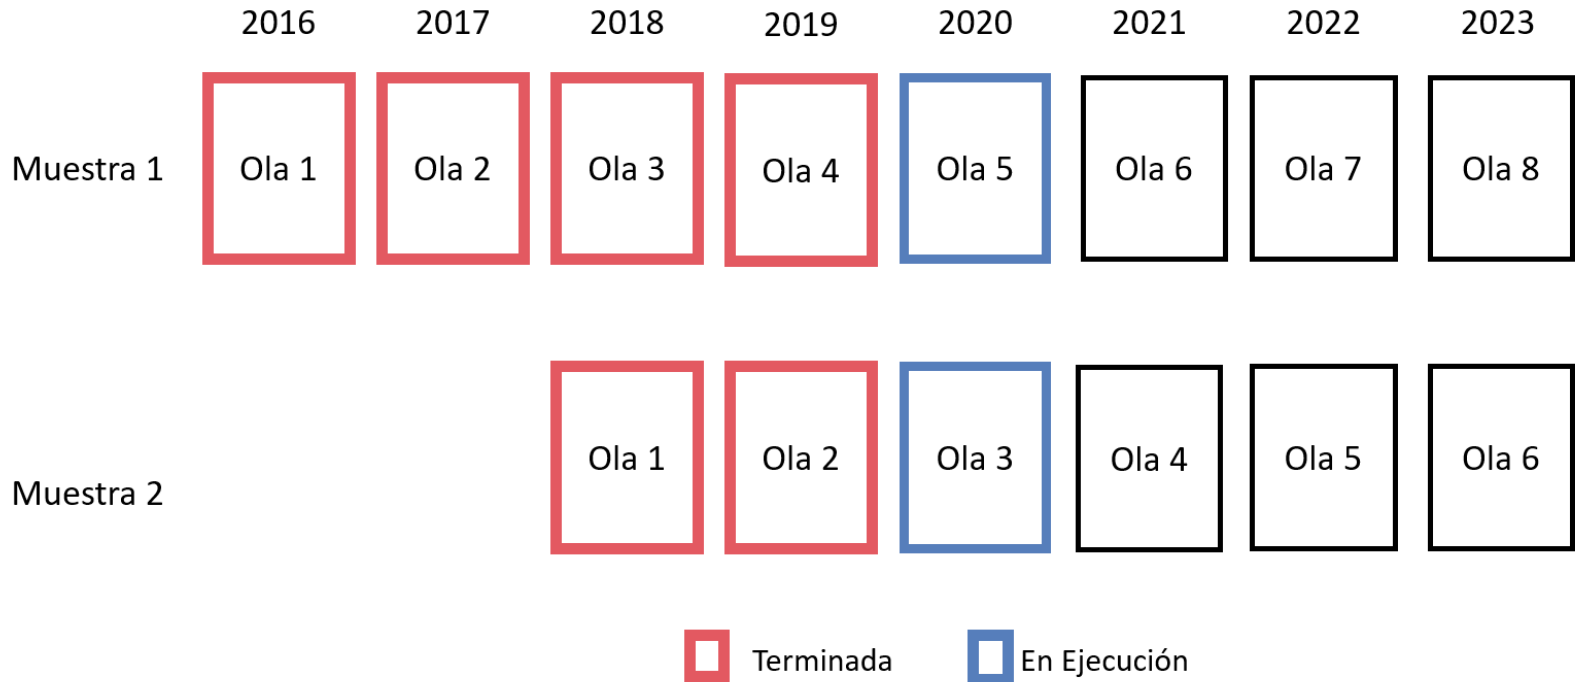 2016 2017 2018 2019 2020 2021 2022 2023
Muestra 1 Ola 1 Ola 2 Ola 3 Ola 4 Ola 5 Ola 6 Ola 7 Ola 8
Ola 1 Ola 2 Ola 3 Ola 4 Ola 5 Ola 6
Muestra 2
Terminada En Ejecución